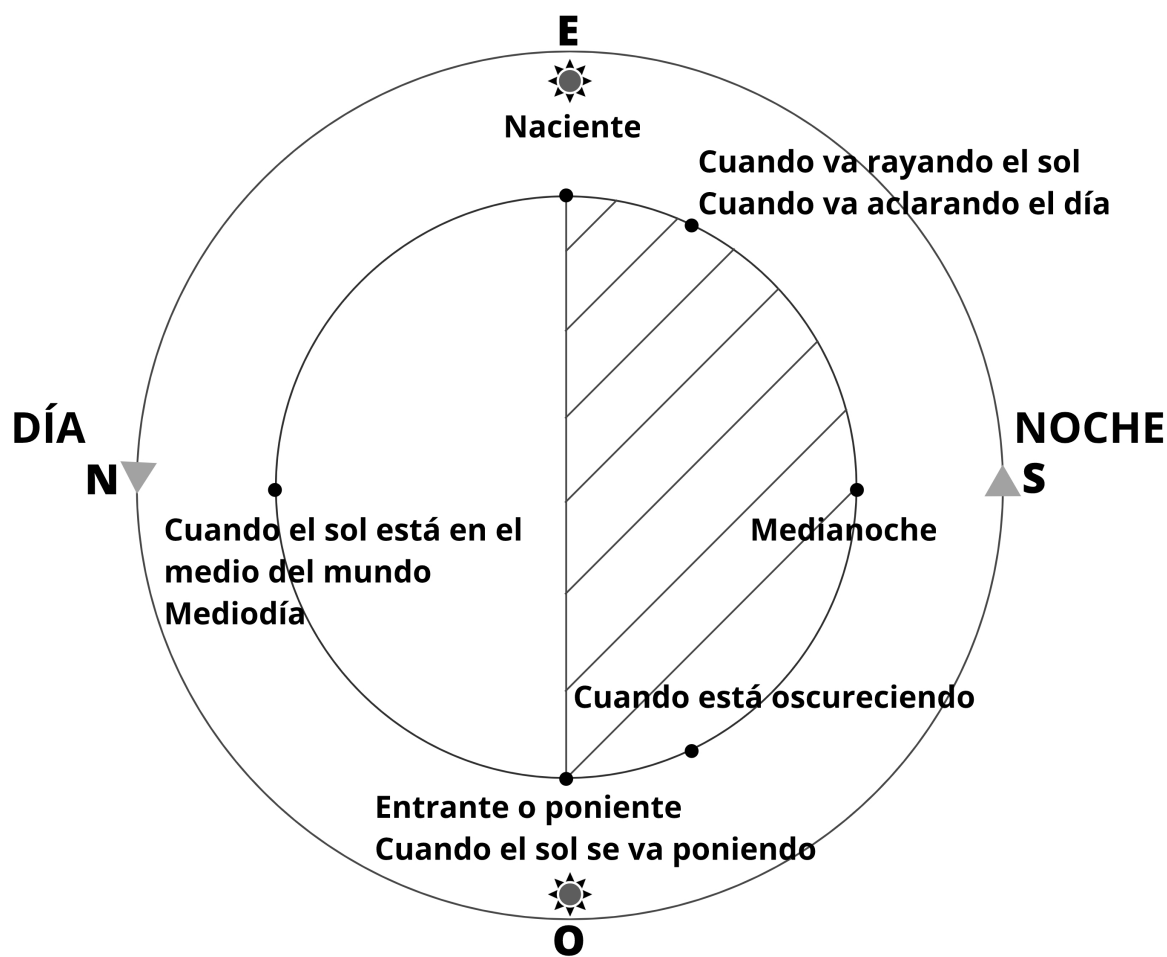 E
Naciente
Cuando va rayando el sol
Cuando va aclarando el día
DÍA
NOCHE
N
S
Cuando el sol está en el
medio del mundo
Mediodía
Medianoche
Cuando está oscureciendo
Entrante o poniente
Cuando el sol se va poniendo
O